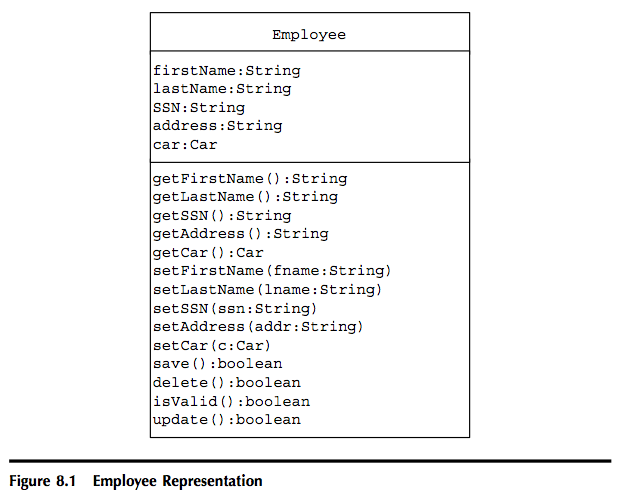 Employee
firstName:String
lastName:String
SSN:String
address:String
car:Car
getFirstName():String
getLastName():String
getSSN():String
getAddress():String
getCar():Car
setFirstName(fname:String)
setLastName(lname:String)
setSSN(ssn:String)
setAddress(addr:String)
setCar(c:Car)
save():boolean
delete():boolean
isValid():boolean
update():boolean
Figure 8.1 Employee Representation